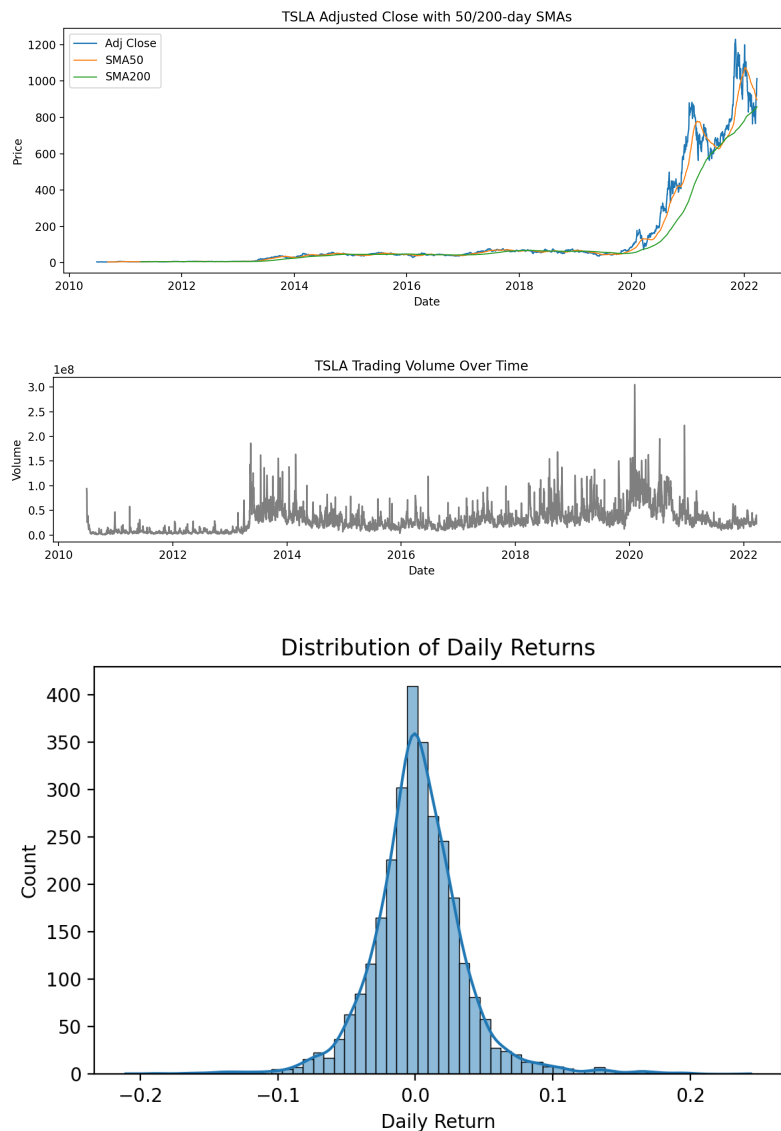 TSLA Adjusted Close with 50/200-day SMAs
Adj Close
SMA50
SMA200
Price
1200
1000
800
600
400
200
0
2010 2012 2014 2016 2018 2020 2022
Date
TSLA Trading Volume Over Time
1e8
Volume
3.0
2.5
2.0
1.5
1.0
0.5
0.0
2010 2012 2014 2016 2018 2020 2022
Date
Distribution of Daily Returns
Count
400
350
300
250
200
150
100
50
0
−0.2 −0.1 0.0 0.1 0.2
Daily Return